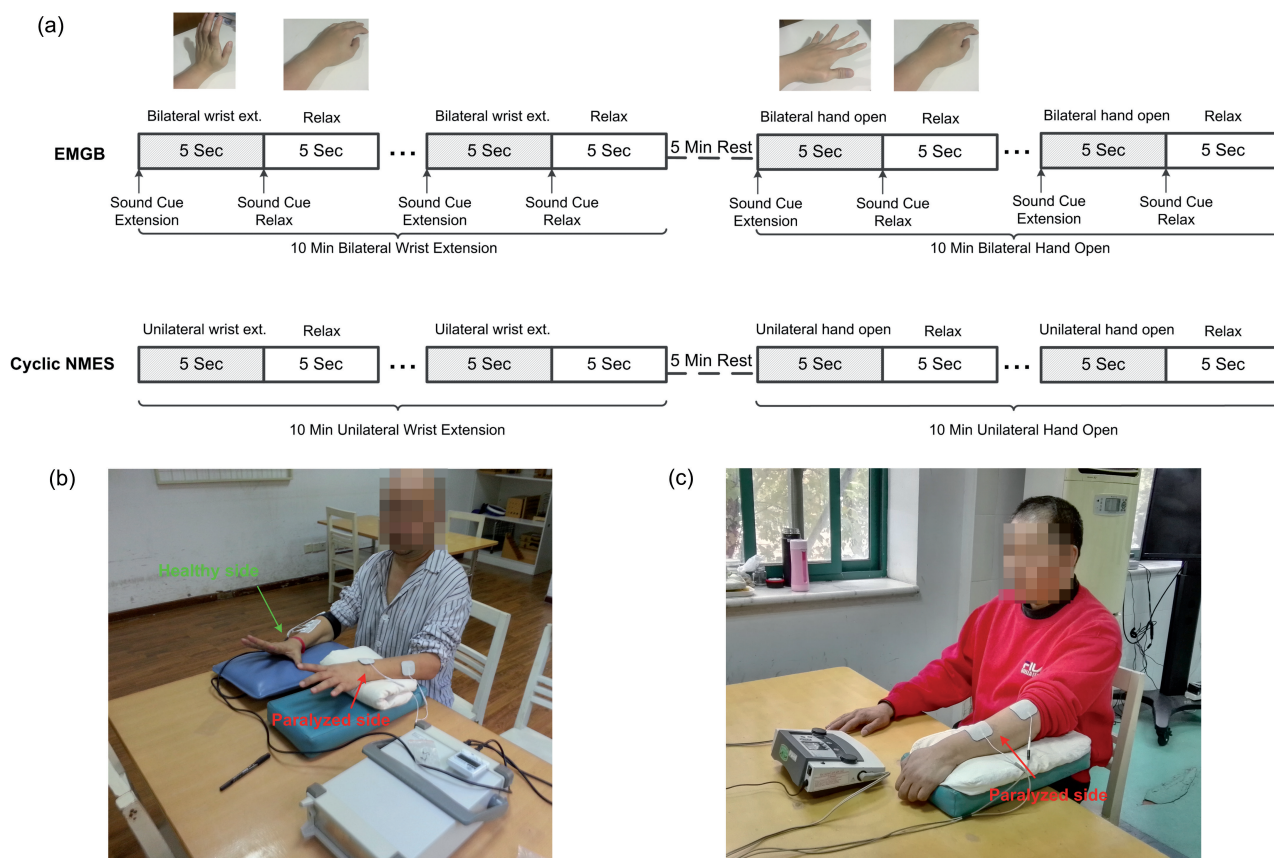 (a)
Bilateral wrist ext. Relax Bilateral wrist ext. Relax Bilateral hand open Relax Bilateral hand open Relax
EMGB 5 Sec 5 Sec ... 5 Sec 5 Sec 5 Min Rest 5 Sec 5 Sec ... 5 Sec 5 Sec
Sound Cue Sound Cue Sound Cue Sound Cue Sound Cue Sound Cue Sound Cue Sound Cue
Extension Relax Extension Relax Extension Relax Extension Relax
10 Min Bilateral Wrist Extension 10 Min Bilateral Hand Open
Unilateral wrist ext. Relax Uilateral wrist ext. Unilateral hand open Relax Unilateral hand open Relax
Cyclic NMES 5 Sec 5 Sec ... 5 Sec 5 Sec 5 Min Rest 5 Sec 5 Sec ... 5 Sec 5 Sec
10 Min Unilateral Wrist Extension 10 Min Unilateral Hand Open
(b) (c)
Healthy side
Paralyzed side
Paralyzed side